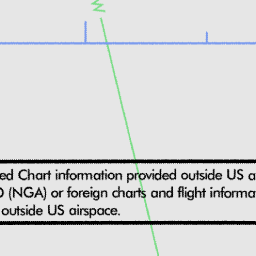 ed Chart information provided outside US a
O (NGA) or foreign charts and flight informa
outside US airspace.